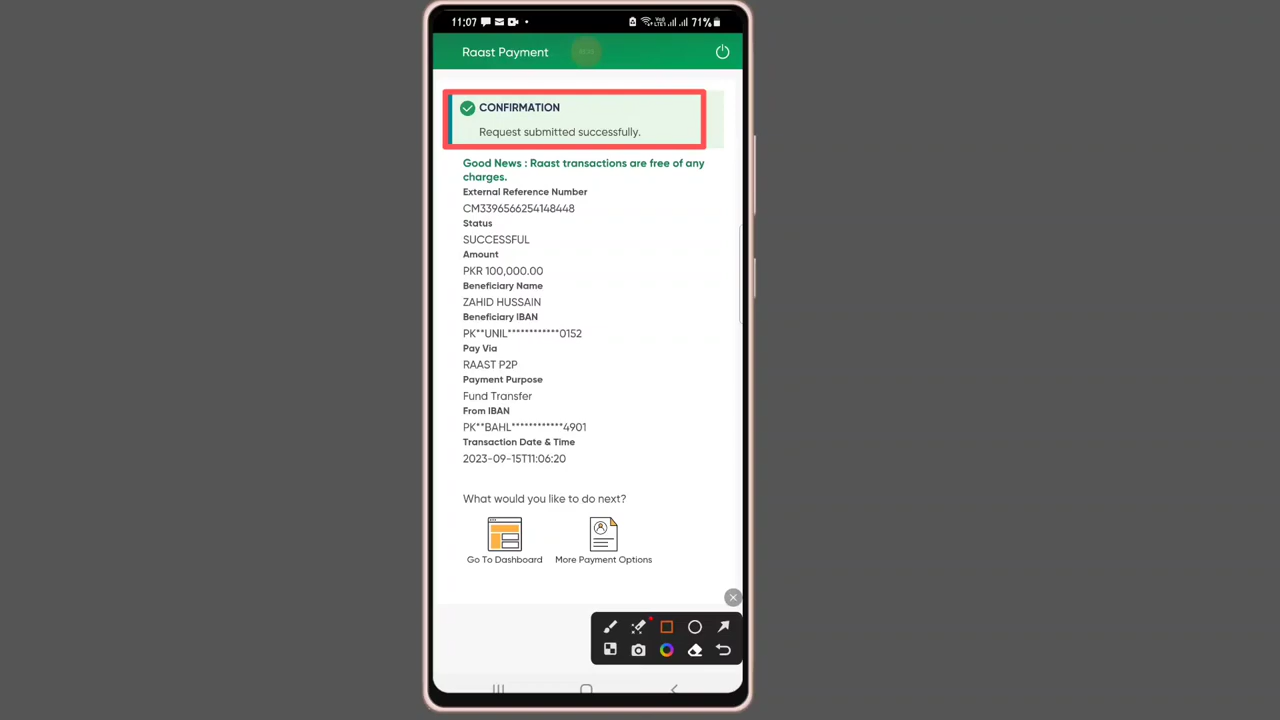 11:07
71%
Raast Payment
CONFIRMATION
Request submitted successfully.
Good News : Raast transactions are free of any
charges.
External Reference Number
CM3396566254148448
Status
SUCCESSFUL
Amount
PKR 100,000.00
Beneficiary Name
ZAHID HUSSAIN
Beneficiary IBAN
PK**UNIL************0152
Pay Via
RAAST P2P
Payment Purpose
Fund Transfer
From IBAN
PK**BAHL************4901
Transaction Date & Time
2023-09-15T11:06:20
What would you like to do next?
Go To Dashboard
More Payment Options